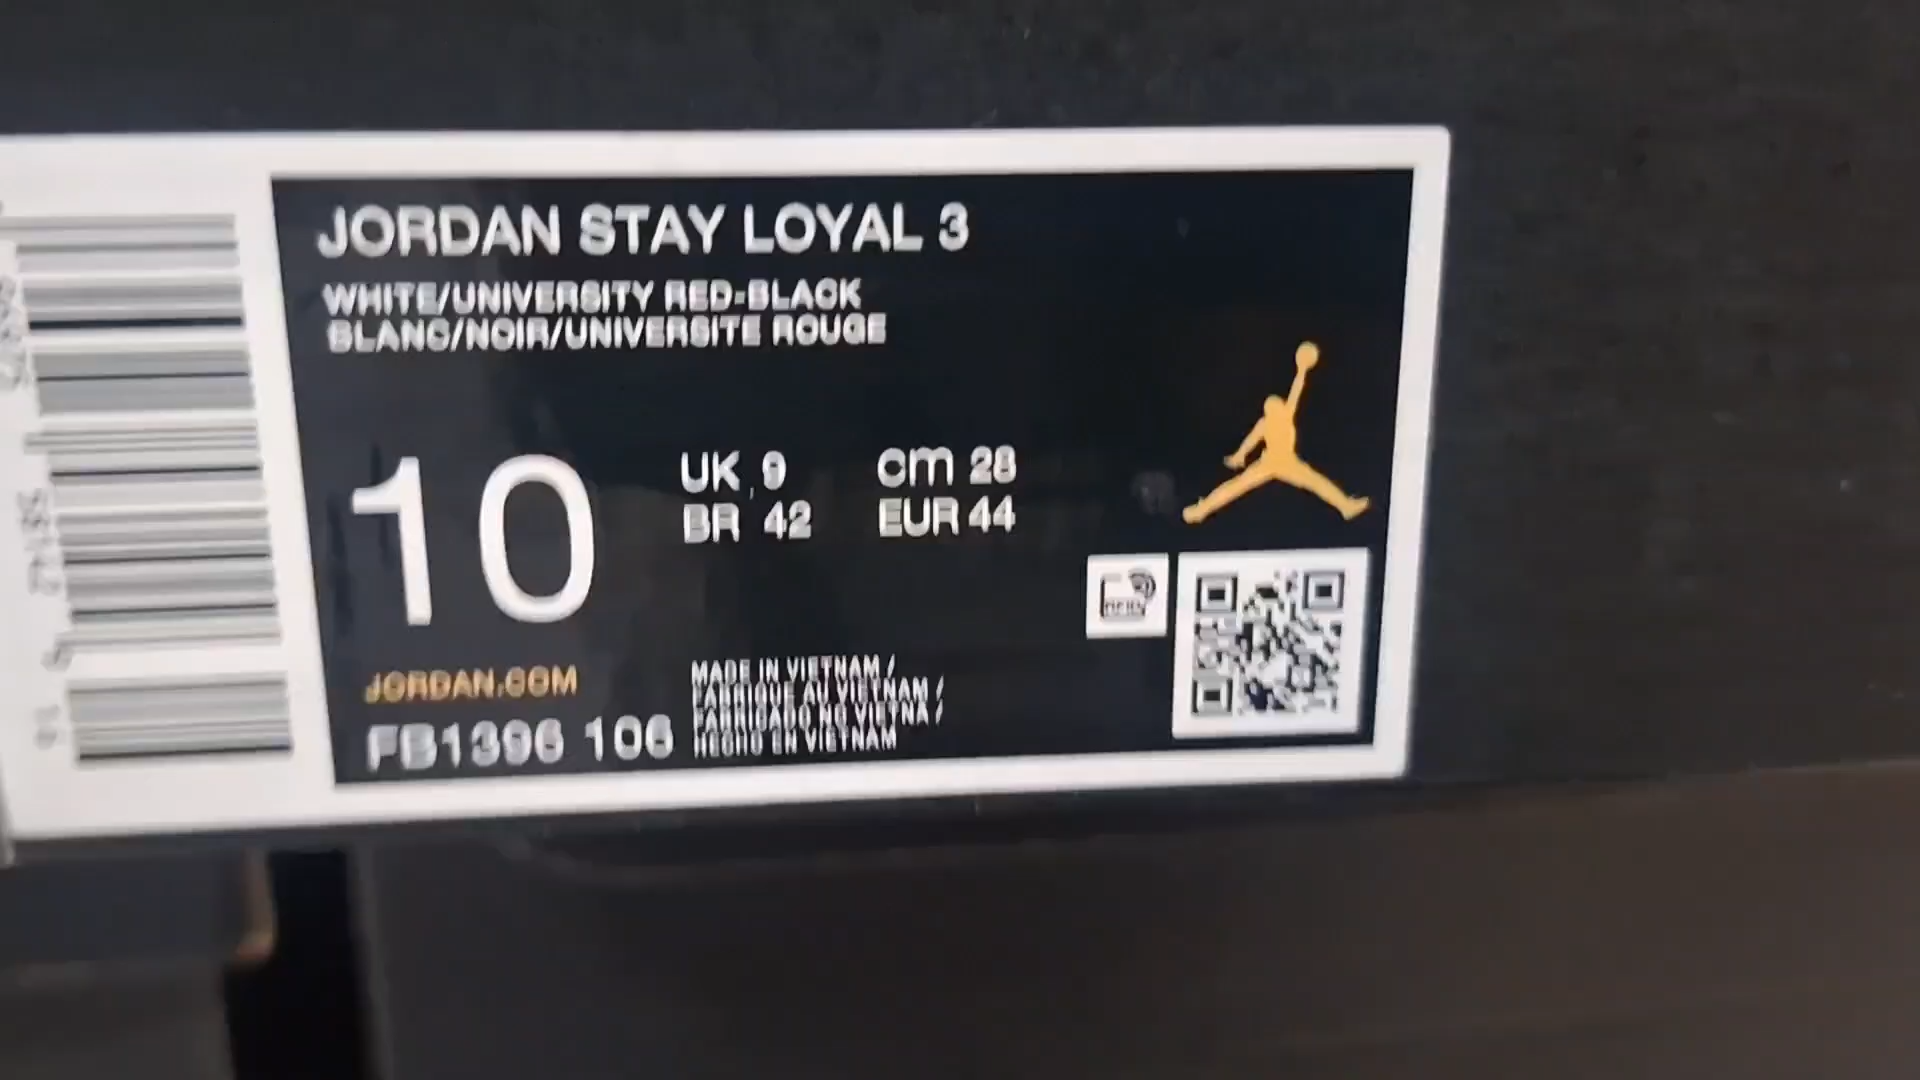 JORDAN STAY LOYAL 3
WHITE/UNIVERSITY RED-BLACK
BLANC/NOIR/UNIVERSITE ROUGE
10
UK 9 cm 28
BR 42 EUR 44
RFID
JORDAN.COM
FB1396 106
MADE IN VIETNAM /
FABRIQUE AU VIETNAM /
FABRICADO NO VIETNA /
HECHO EN VIETNAM